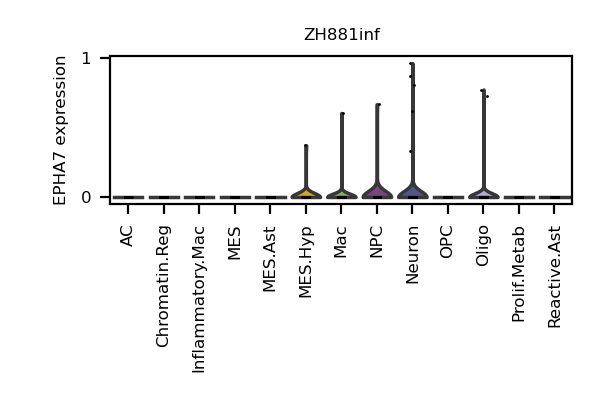 ZH881inf
EPHA7 expression
1
0
AC
Chromatin.Reg
Inflammatory.Mac
MES
MES.Ast
MES.Hyp
Mac
NPC
Neuron
OPC
Oligo
Prolif.Metab
Reactive.Ast